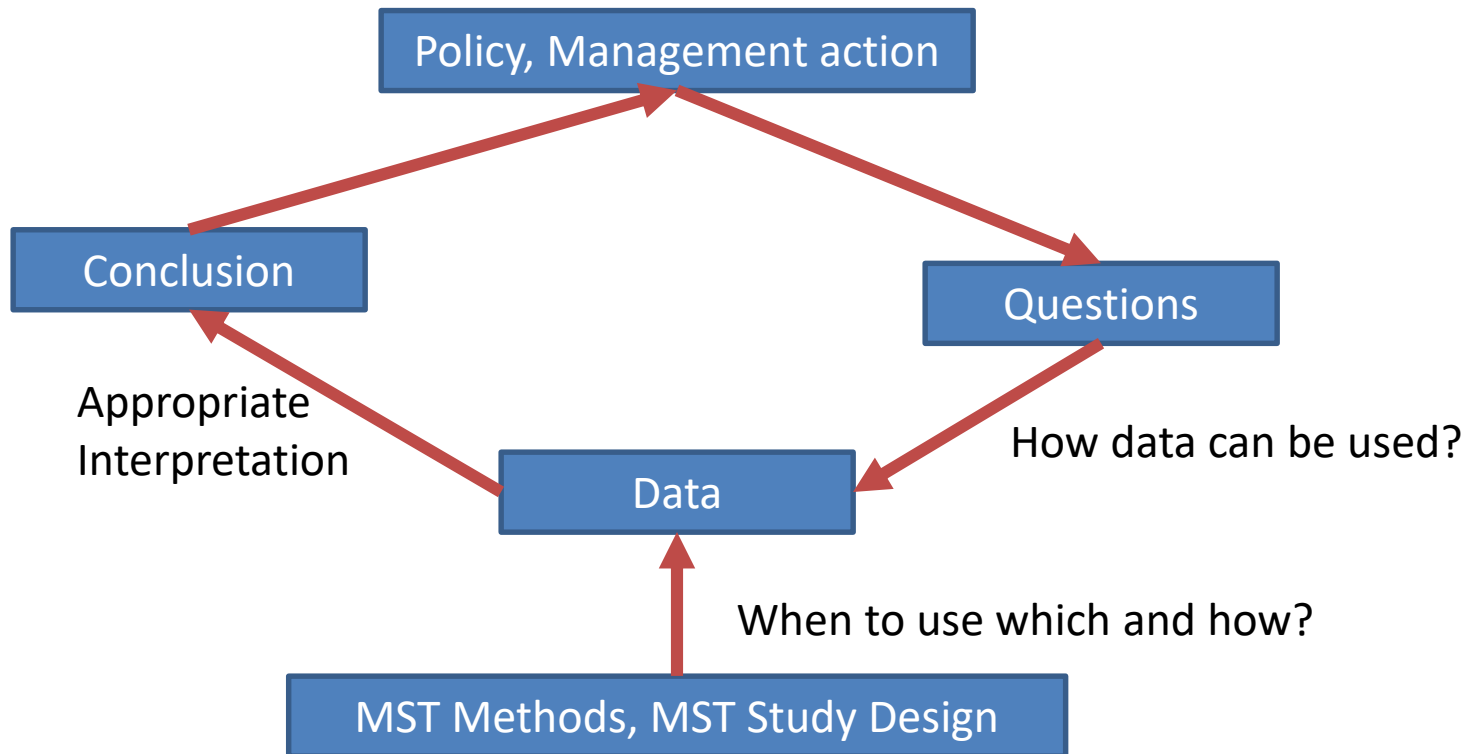 Policy, Management action
Conclusion
Questions
Appropriate
Interpretation
How data can be used?
Data
When to use which and how?
MST Methods, MST Study Design